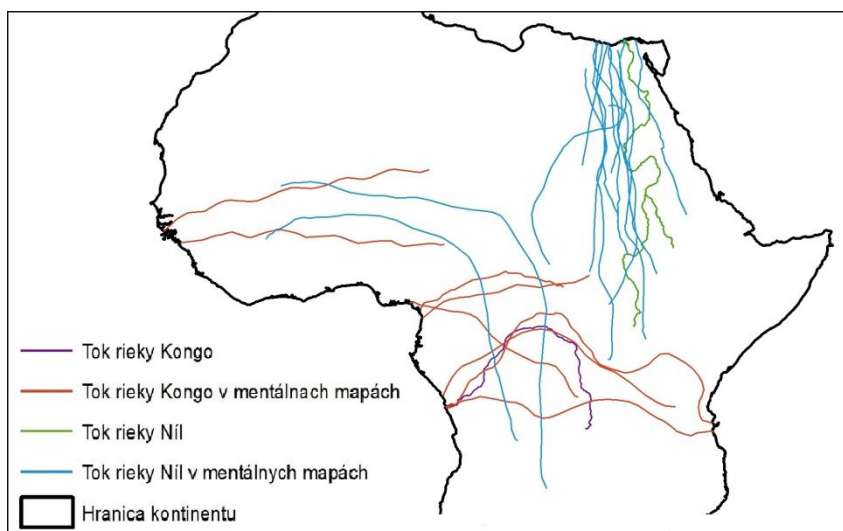 Tok rieky Kongo
Tok rieky Kongo v mentálnach mapách
Tok rieky Níl
Tok rieky Níl v mentálnych mapách
Hranica kontinentu